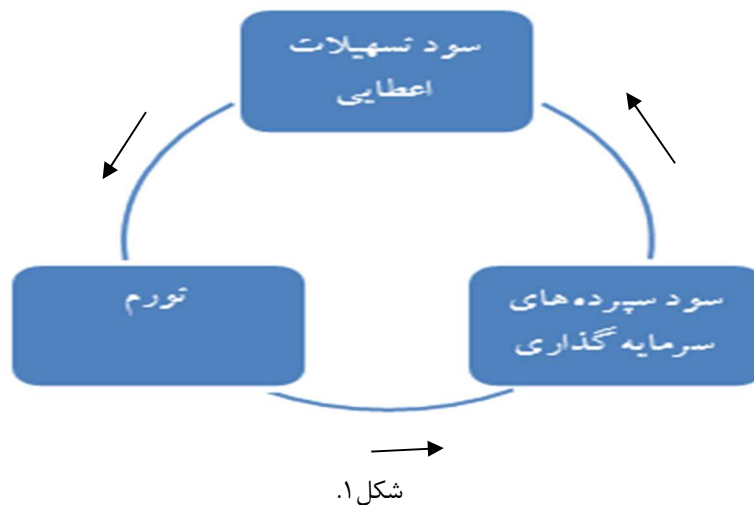 سود تسهیلات
اعطایی
تورم
سود سپرده‌های
سرمایه گذاری
شکل۱.